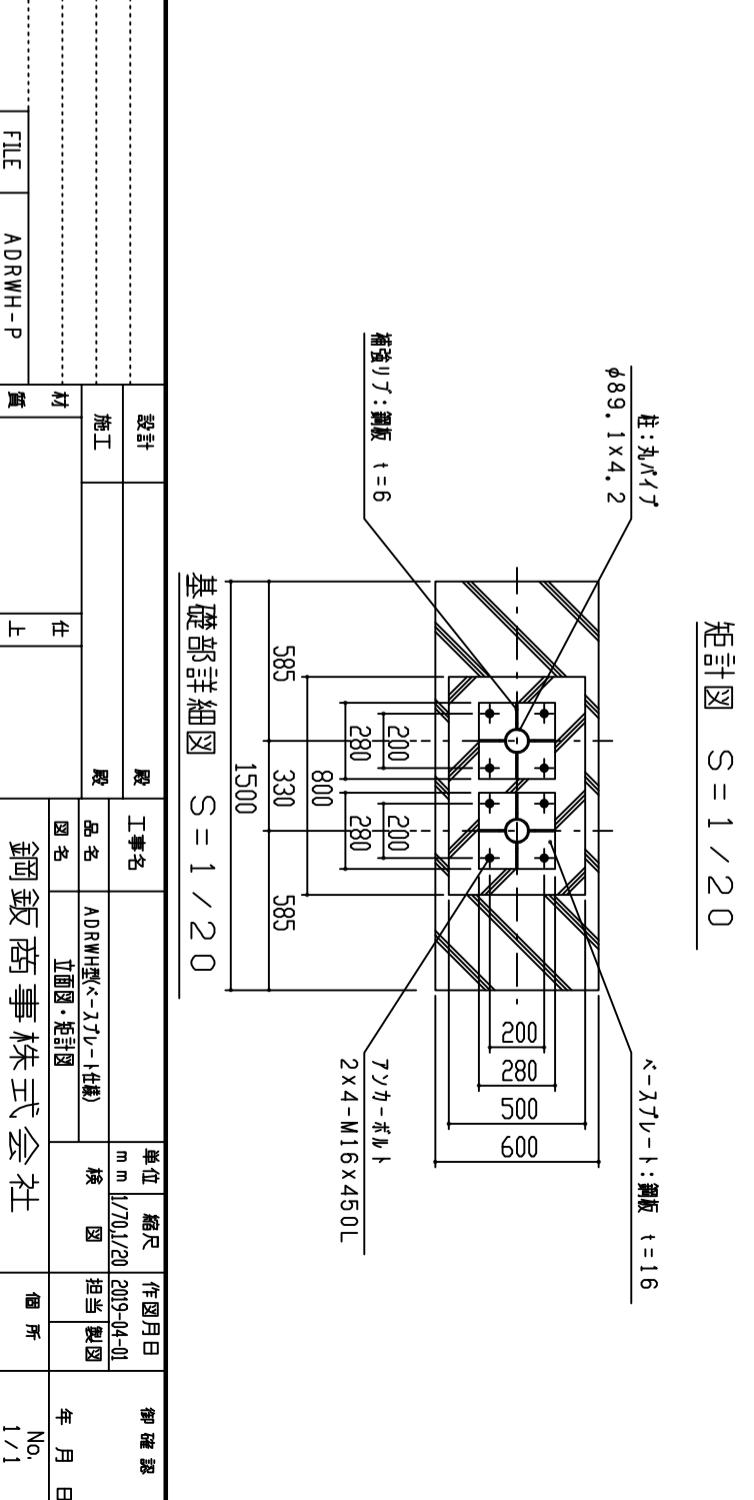 矩計図 S=1/20
柱:丸パイプ
φ89.1x4.2
ベースプレート:鋼板 t=16
補強リブ:鋼板 t=6
アンカーボルト
2x4-M16x450L
200
280
500
600
200
280
200
280
800
585
330
585
1500
基礎部詳細図 S=1/20
設計
殿
施工
殿
材
質
仕
上
FILE
ADRWH-P
工事名
品名
ADRWH型(ベースプレート仕様)
図名
立面図・矩計図
鋼鈑商事株式会社
単位
mm
縮尺
1/70,1/20
作図月日
2019-04-01
検図
担当
製図
個所
御確認
年月日
No.
1/1